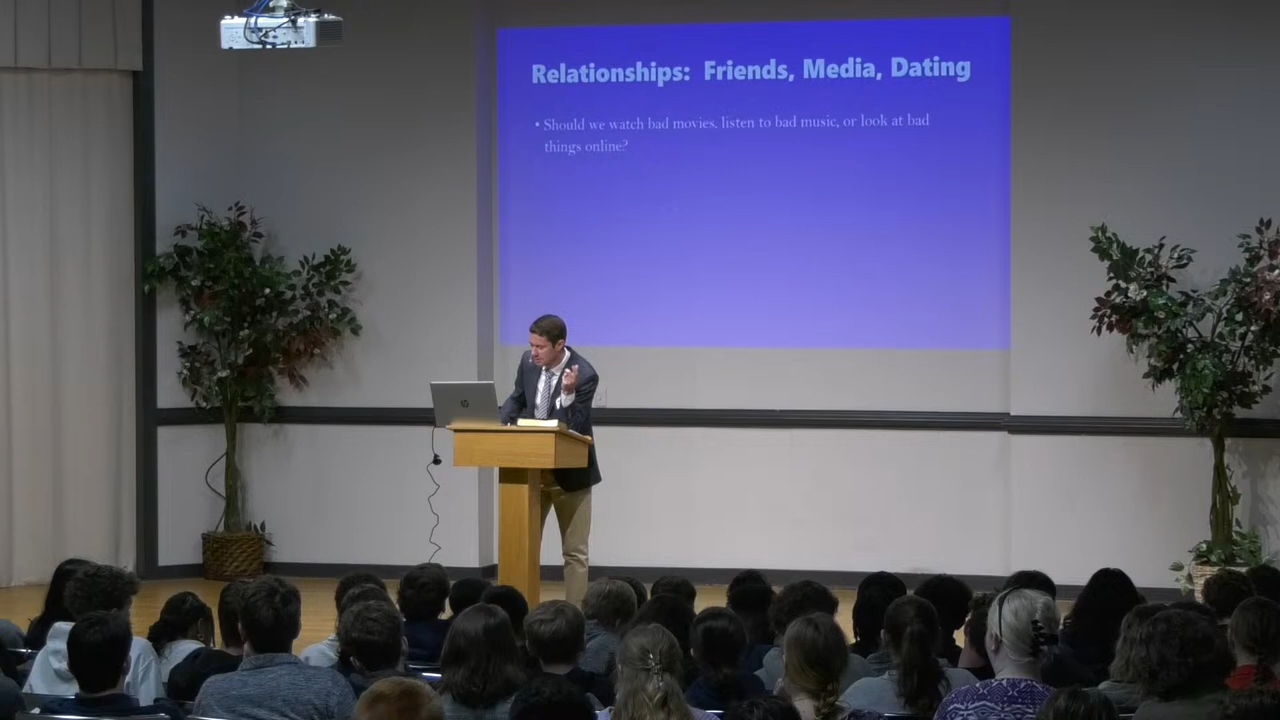 Relationships: Friends, Media, Dating
• Should we watch bad movies, listen to bad music, or look at bad
things online?
hp